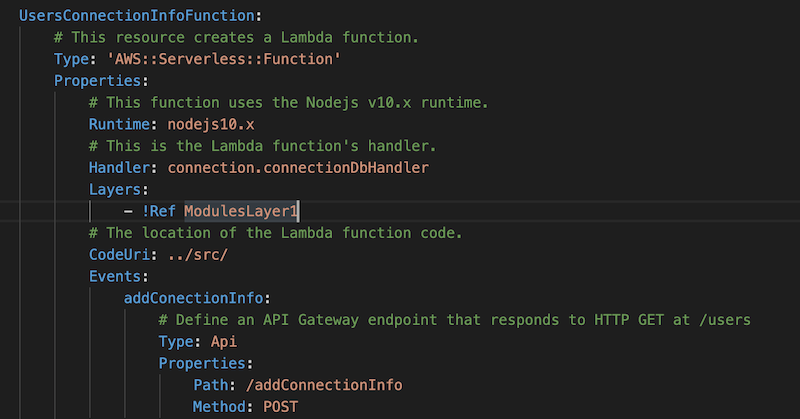 UsersConnectionInfoFunction:
# This resource creates a Lambda function.
Type: 'AWS::Serverless::Function'
Properties:
# This function uses the Nodejs v10.x runtime.
Runtime: nodejs10.x
# This is the Lambda function's handler.
Handler: connection.connectionDbHandler
Layers:
- !Ref ModulesLayer1
# The location of the Lambda function code.
CodeUri: ../src/
Events:
addConectionInfo:
# Define an API Gateway endpoint that responds to HTTP GET at /users
Type: Api
Properties:
Path: /addConnectionInfo
Method: POST